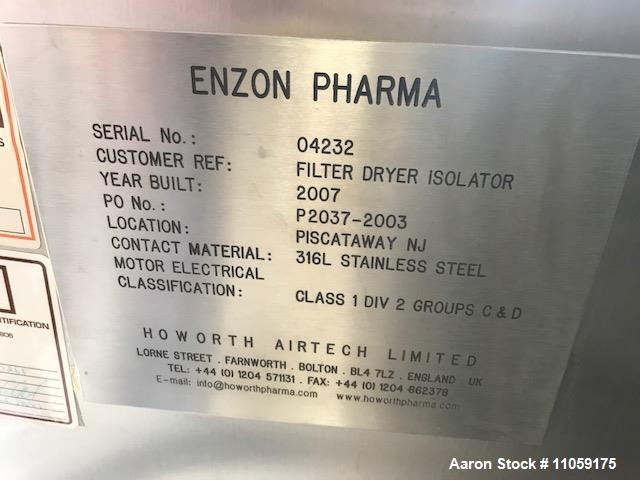 ENZON PHARMA
SERIAL No.: 04232
CUSTOMER REF: FILTER DRYER ISOLATOR
YEAR BUILT: 2007
PO No.: P2037-2003
LOCATION: PISCATAWAY NJ
CONTACT MATERIAL: 316L STAINLESS STEEL
MOTOR ELECTRICAL
CLASSIFICATION: CLASS 1 DIV 2 GROUPS C & D
HOWORTH AIRTECH LIMITED
LORNE STREET . FARNWORTH . BOLTON . BL4 7LZ . ENGLAND . UK
TEL: +44 (0) 1204 571131 . FAX: +44 (0) 1204 862378
E-mail: info@howorthpharma.com www.howorthpharma.com
Aaron Stock # 11059175